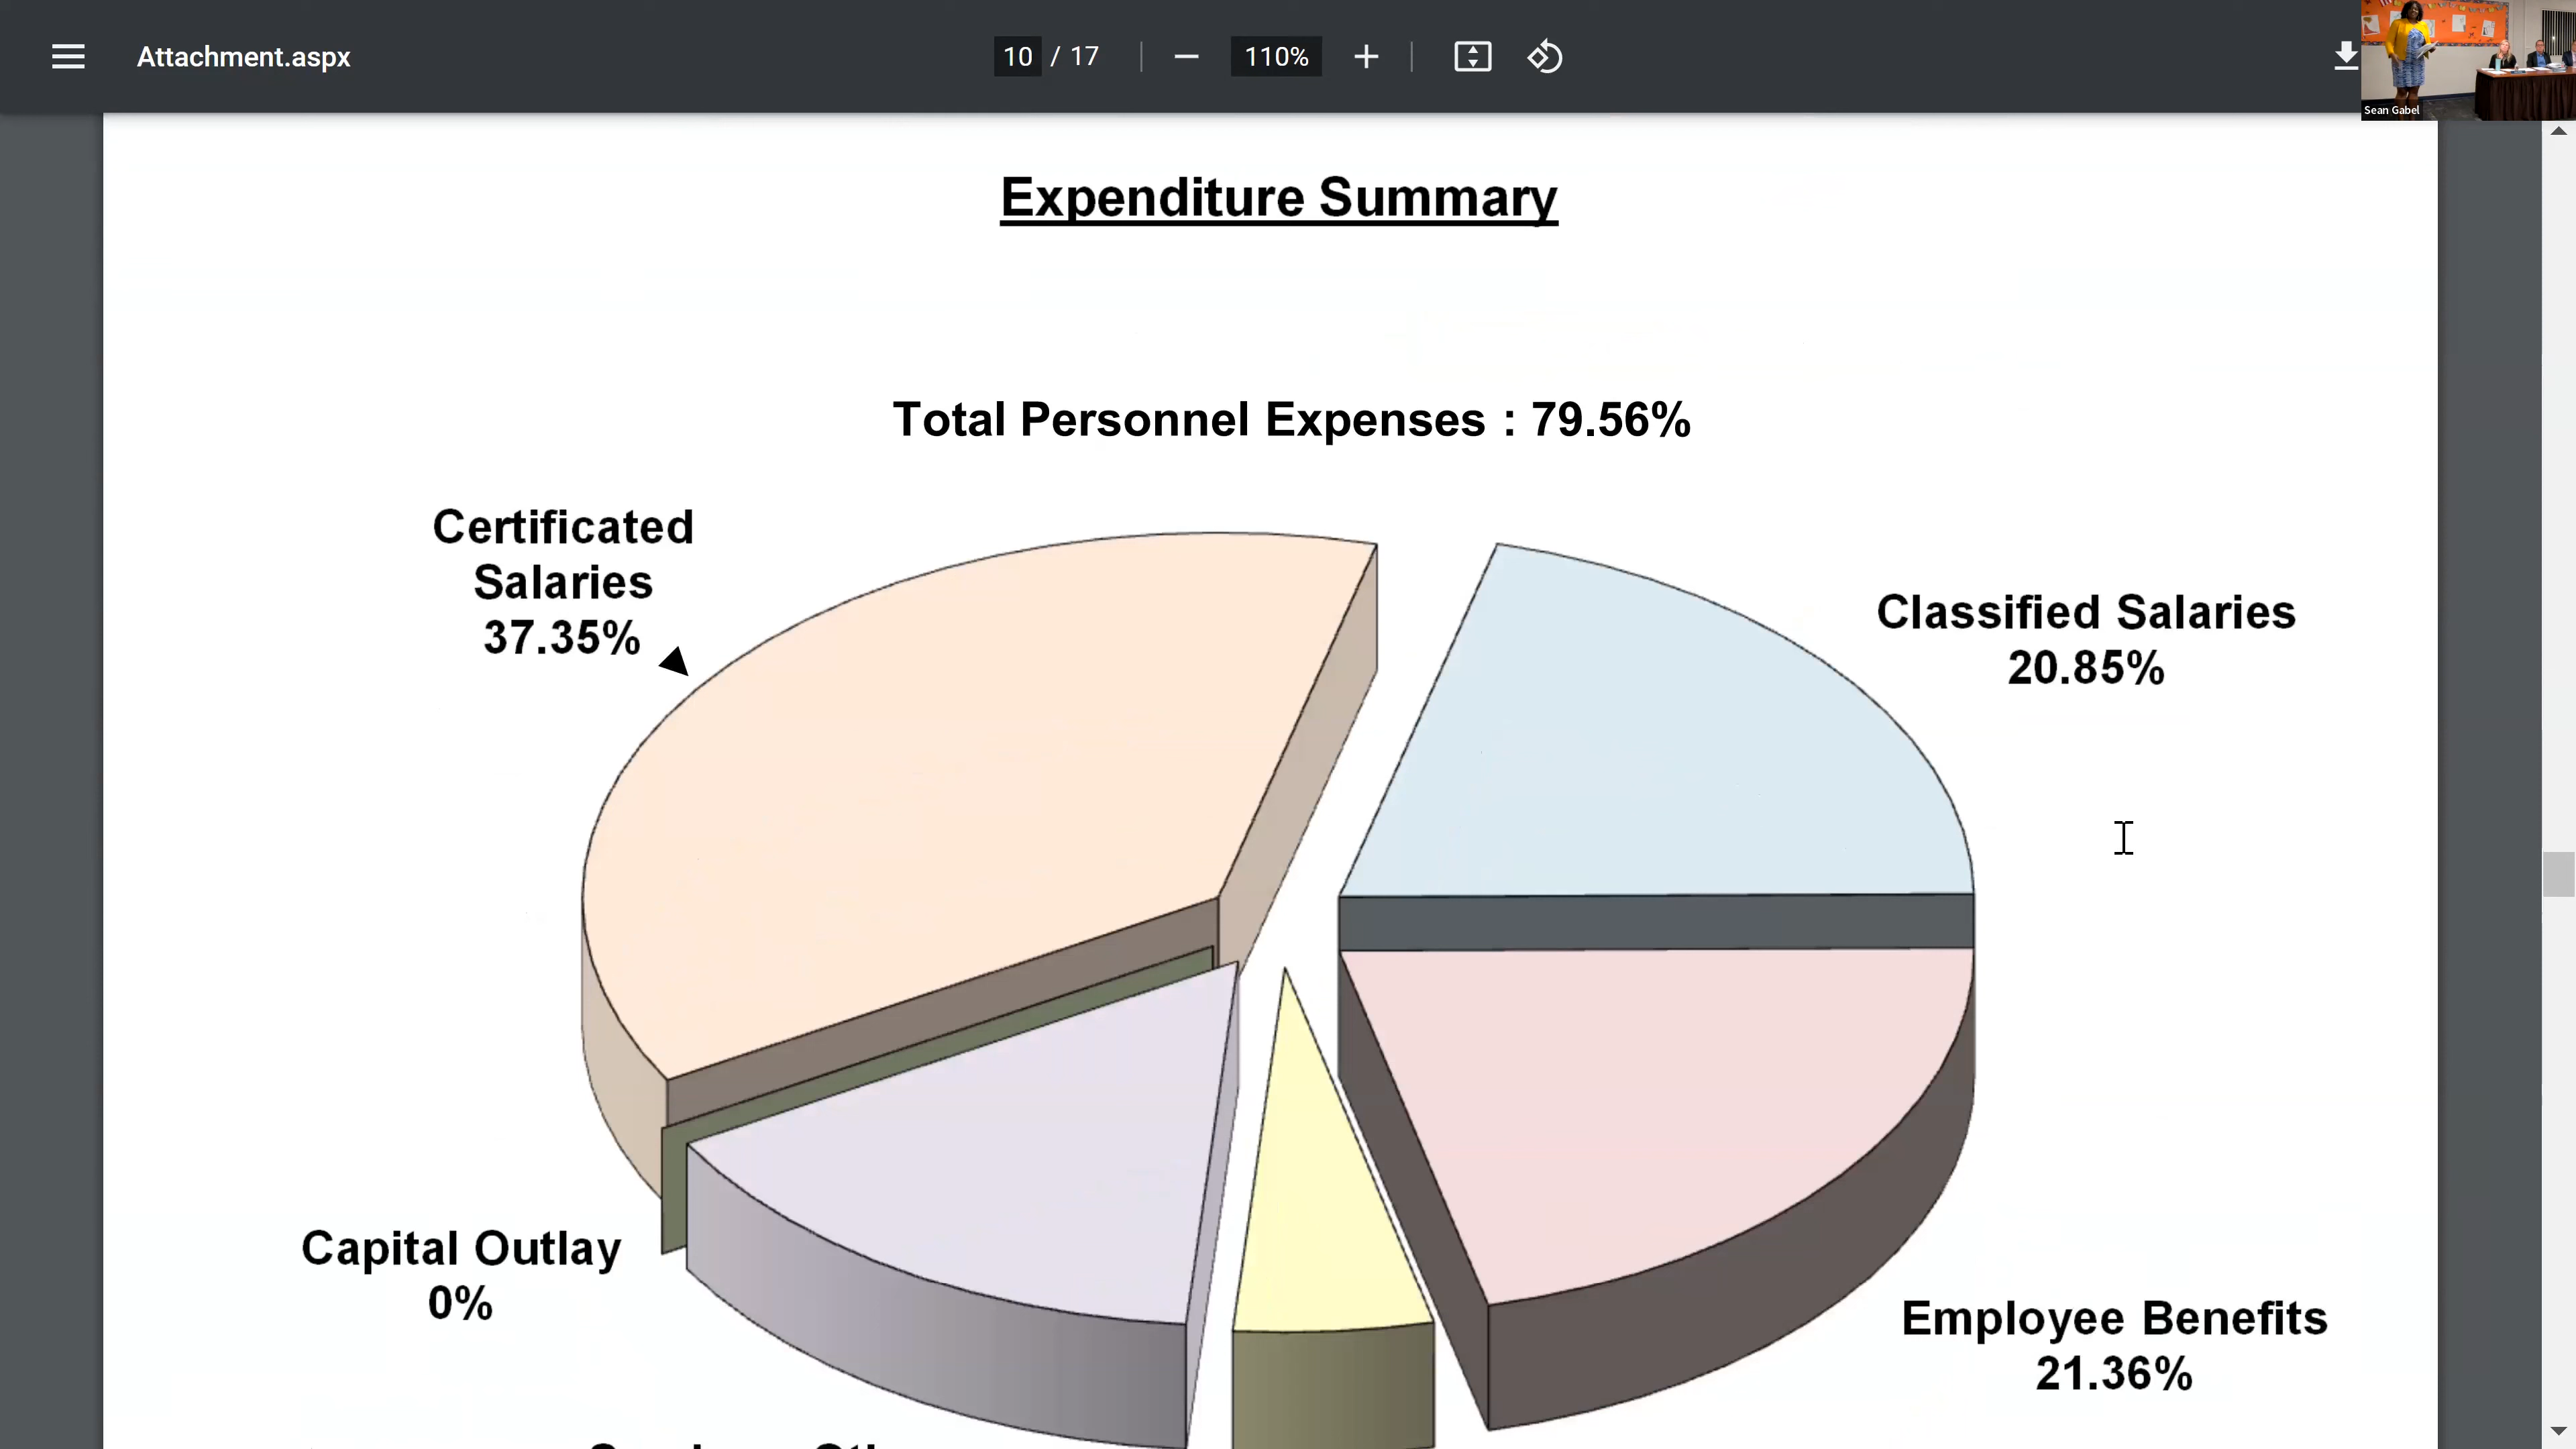 Attachment.aspx
10 / 17
110%
Sean Gabel
Expenditure Summary
Total Personnel Expenses : 79.56%
Certificated
Salaries
37.35%
Classified Salaries
20.85%
Capital Outlay
0%
Employee Benefits
21.36%